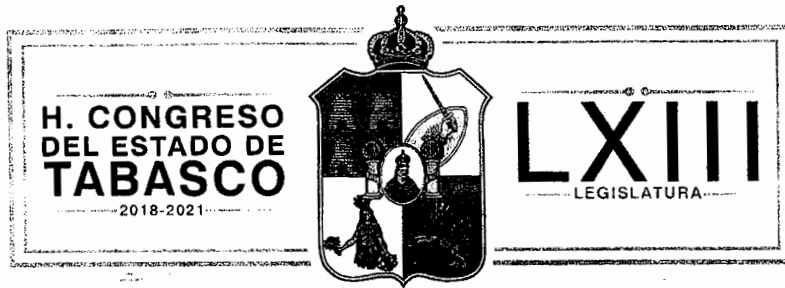 H. CONGRESO
DEL ESTADO DE
TABASCO
2018-2021
LXIII
LEGISLATURA